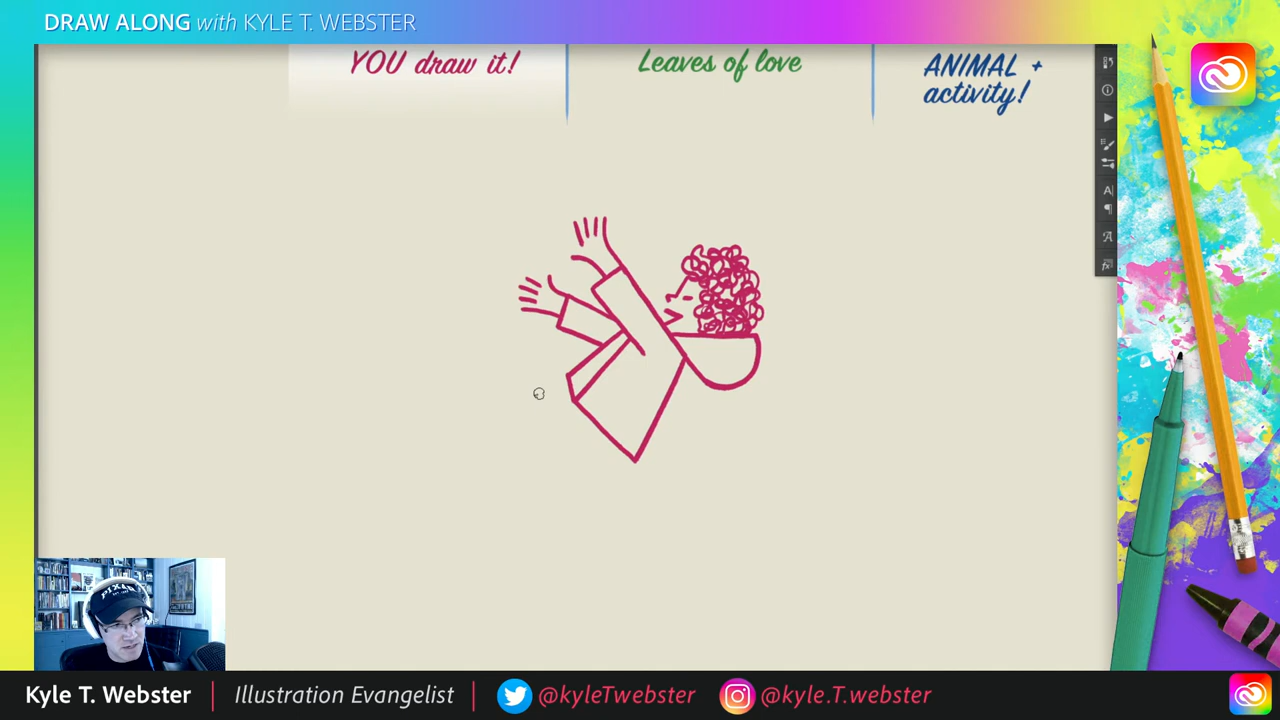 DRAW ALONG with KYLE T. WEBSTER
YOU draw it!
Leaves of love
ANIMAL +
activity!
Kyle T. Webster | Illustration Evangelist | @kyleTwebster @kyle.T.webster